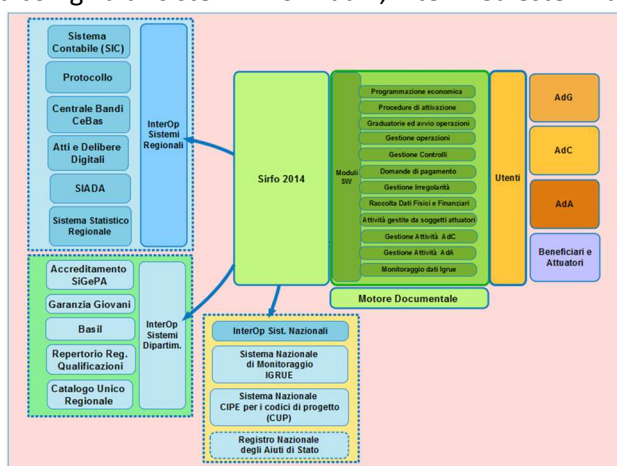 Sistema
Contabile (SIC)
Protocollo
Centrale Bandi
CeBas
Atti e Delibere
Digitali
SIADA
Sistema Statistico
Regionale
InterOp
Sistemi
Regionali
Accreditamento
SiGePA
Garanzia Giovani
Basil
Repertorio Reg.
Qualificazioni
Catalogo Unico
Regionale
InterOp
Sistemi
Dipartim.
Sirfo 2014
Moduli
SW
Programmazione economica
Procedure di attivazione
Graduatorie ed avvio operazioni
Gestione operazioni
Gestione Controlli
Domande di pagamento
Gestione Irregolarità
Raccolta Dati Fisici e Finanziari
Attività gestite da soggetti attuatori
Gestione Attività AdC
Gestione Attività AdA
Monitoraggio dati Igrue
Motore Documentale
Utenti
AdG
AdC
AdA
Beneficiari e
Attuatori
InterOp Sist. Nazionali
Sistema Nazionale
di Monitoraggio
IGRUE
Sistema Nazionale
CIPE per i codici di progetto
(CUP)
Registro Nazionale
degli Aiuti di Stato